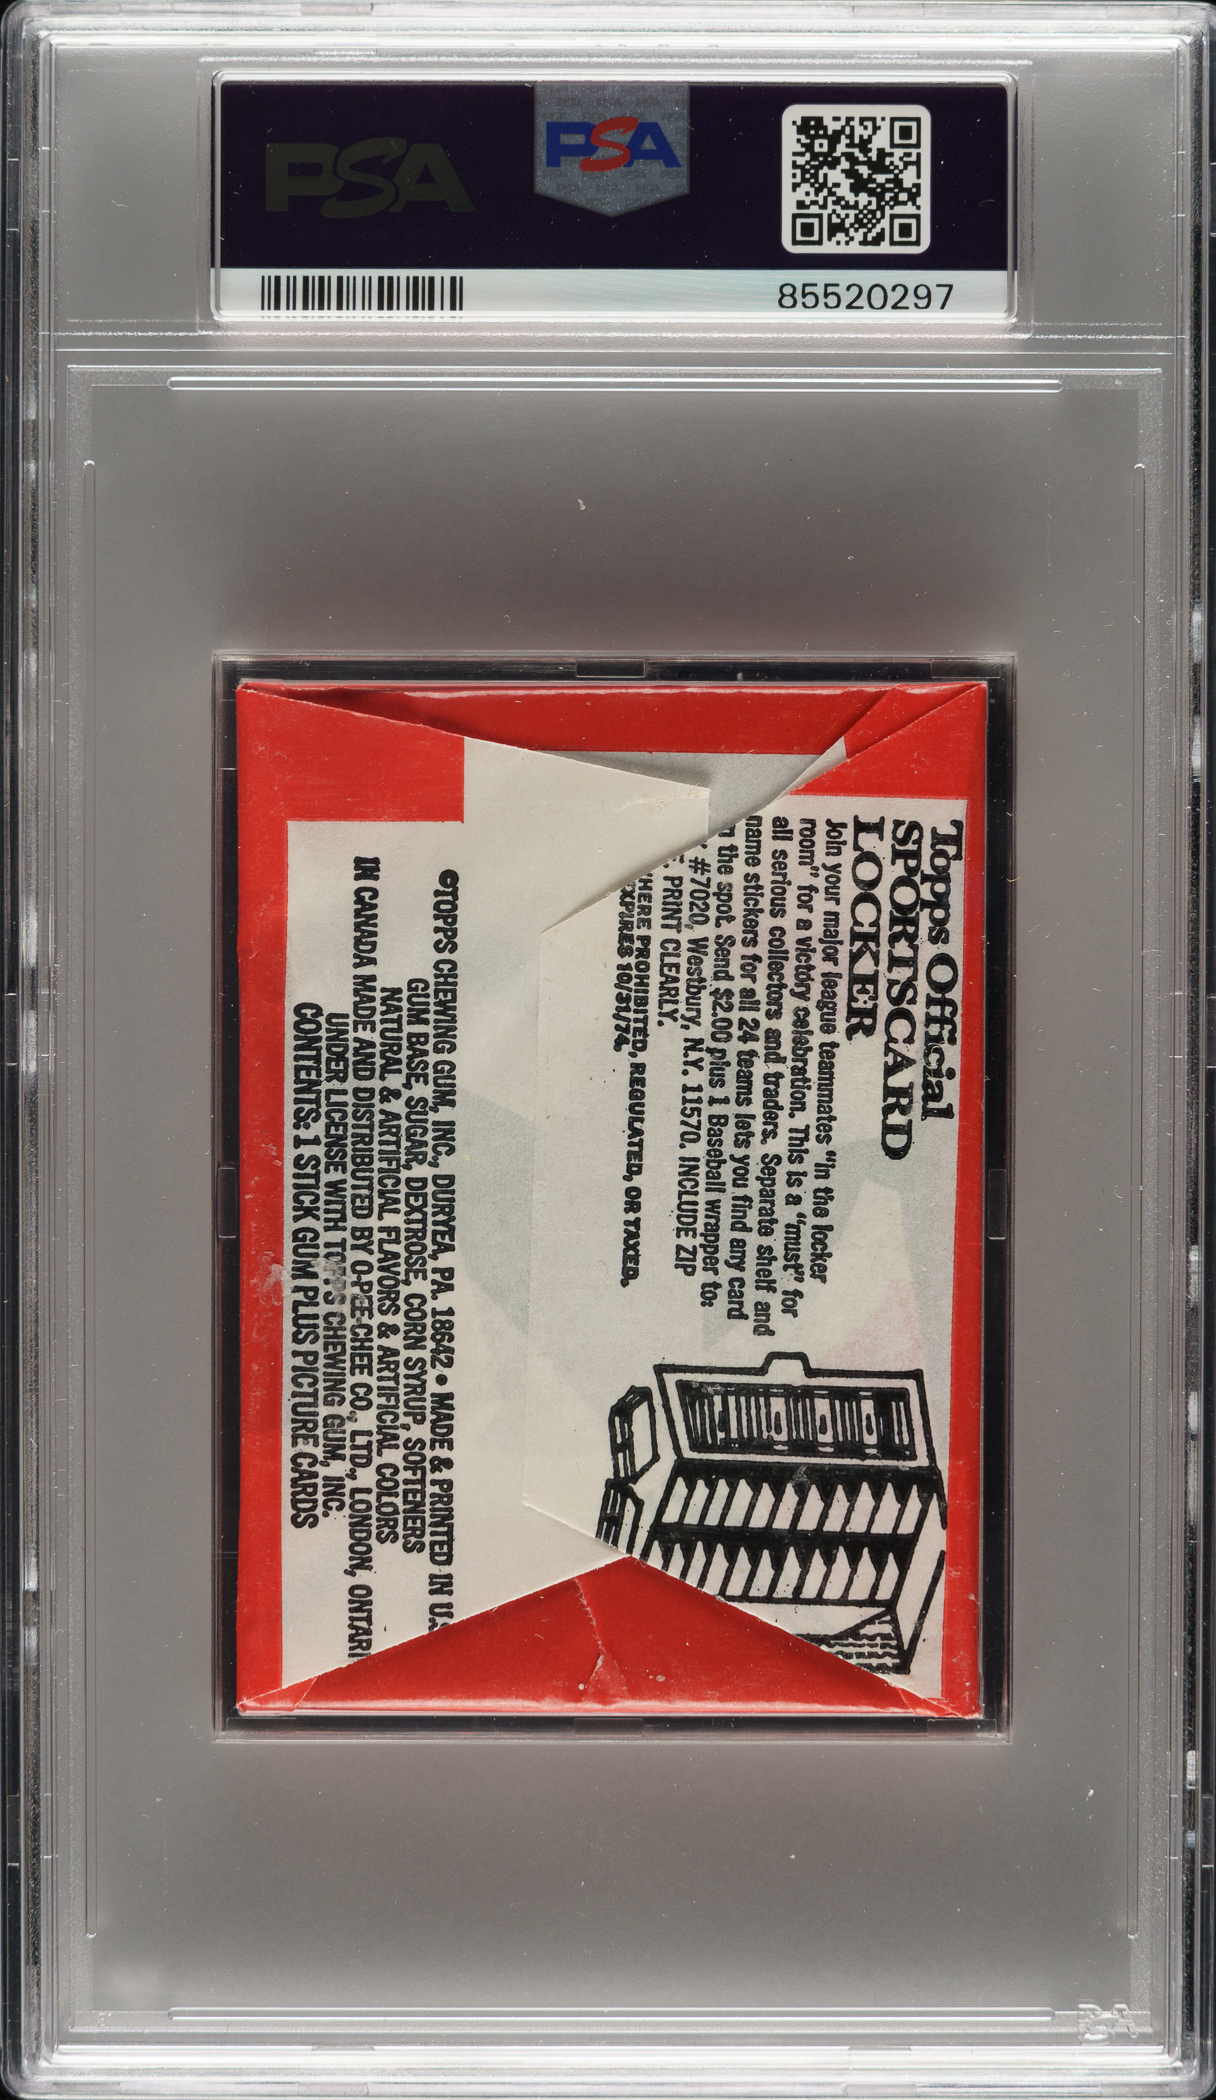 PSA
PSA
85520297
Topps Official
SPORTSCARD
LOCKER
Join your major league teammates "in the locker
room" for a victory celebration. This is a "must" for
all serious collectors and traders. Separate shelf and
name stickers for all 24 teams lets you find any card
the spot. Send $2.00 plus 1 Baseball wrapper to:
#7020, Westbury, N.Y. 11570. INCLUDE ZIP
PRINT CLEARLY.
HERE PROHIBITED, REGULATED, OR TAXED.
EXPIRES 10/31/74.
©TOPPS CHEWING GUM, INC., DURYEA, PA. 18642 • MADE & PRINTED IN U.S
GUM BASE, SUGAR, DEXTROSE, CORN SYRUP, SOFTENERS
NATURAL & ARTIFICIAL FLAVORS & ARTIFICIAL COLORS
IN CANADA MADE AND DISTRIBUTED BY O-PEE-CHEE CO., LTD., LONDON, ONTARI
UNDER LICENSE WITH TOPPS CHEWING GUM, INC.
CONTENTS: 1 STICK GUM PLUS PICTURE CARDS
PSA